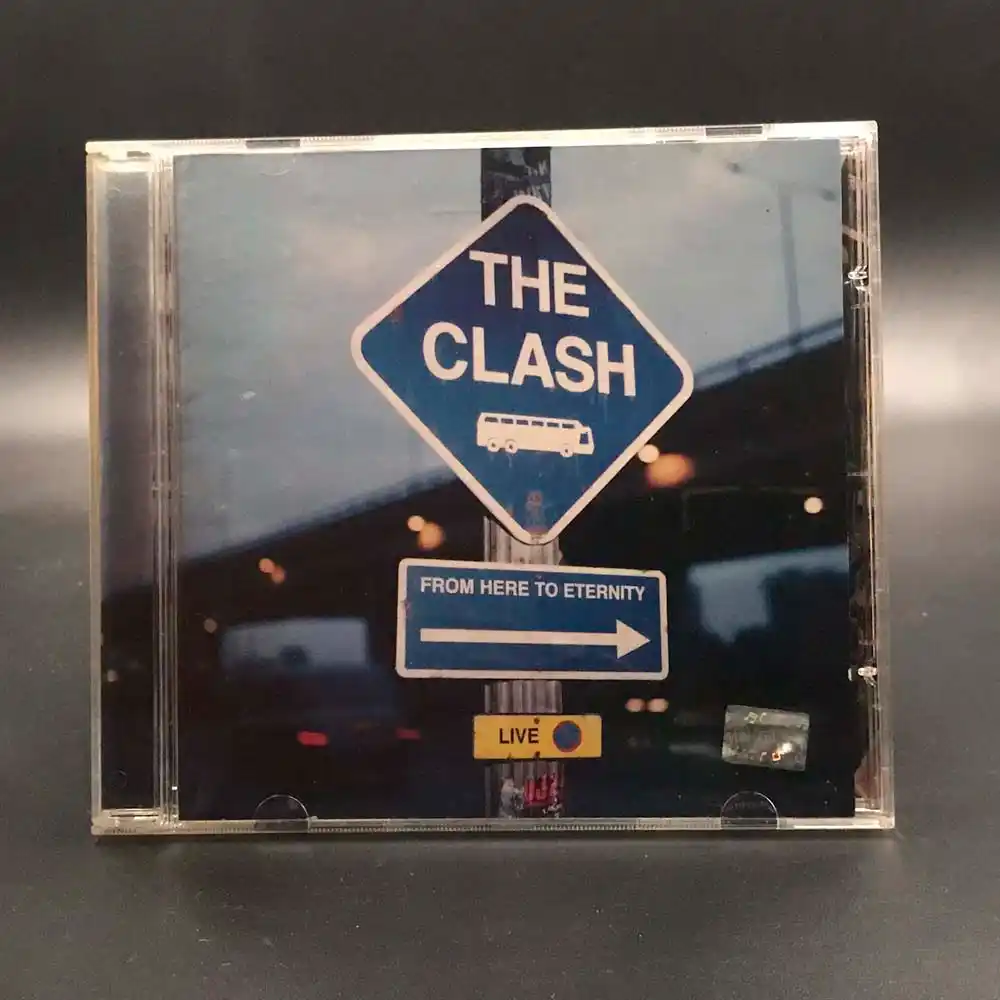 THE
CLASH
FROM HERE TO ETERNITY
LIVE